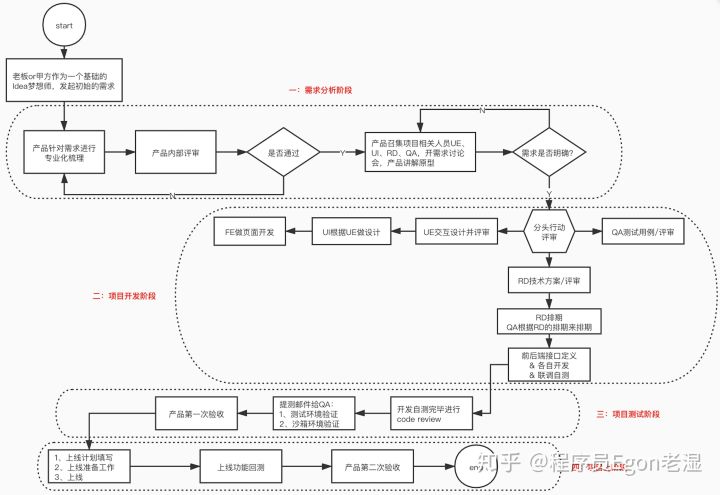 start
老板or甲方作为一个基础的
Idea梦想师，发起初始的需求
一：需求分析阶段
N
产品针对需求进行
专业化梳理
产品内部评审
是否通过
Y
产品召集项目相关人员UE、
UI、RD、QA，开需求讨论
会，产品讲解原型
需求是否明确？
N
Y
FE做页面开发
UI根据UE做设计
UE交互设计并评审
分头行动
评审
QA测试用例/评审
RD技术方案/评审
二：项目开发阶段
RD排期
QA根据RD的排期来排期
前后端接口定义
& 各自开发
& 联调自测
产品第一次验收
提测邮件给QA：
1、测试环境验证
2、沙箱环境验证
开发自测完毕进行
code review
三：项目测试阶段
1、上线计划填写
2、上线准备工作
3、上线
上线功能回测
产品第二次验收
知乎 @程序员Egon老湿